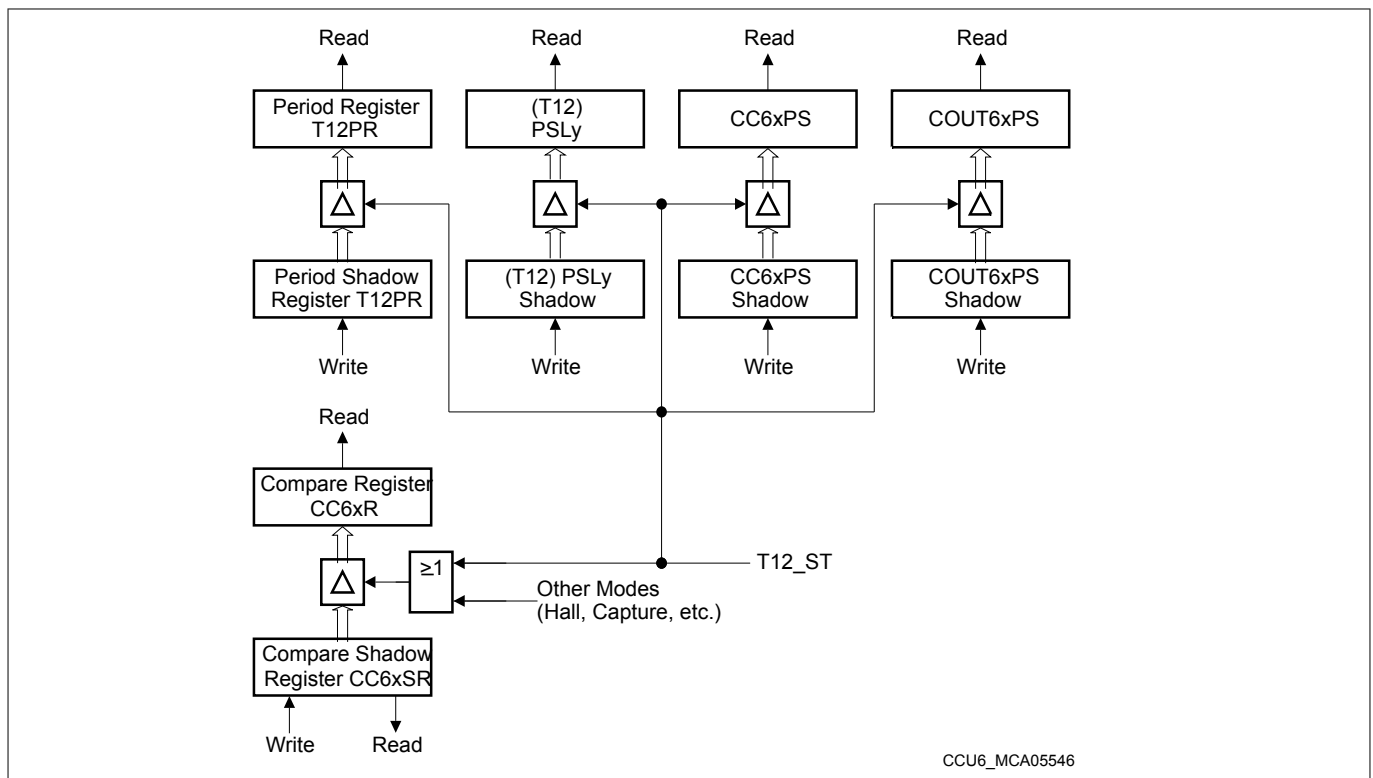 Read
Read
Read
Read
Period Register
T12PR
(T12)
PSLy
CC6xPS
COUT6xPS
Period Shadow
Register T12PR
(T12) PSLy
Shadow
CC6xPS
Shadow
COUT6xPS
Shadow
Write
Write
Write
Write
Read
Compare Register
CC6xR
≥1
T12_ST
Other Modes
(Hall, Capture, etc.)
Compare Shadow
Register CC6xSR
Write
Read
CCU6_MCA05546